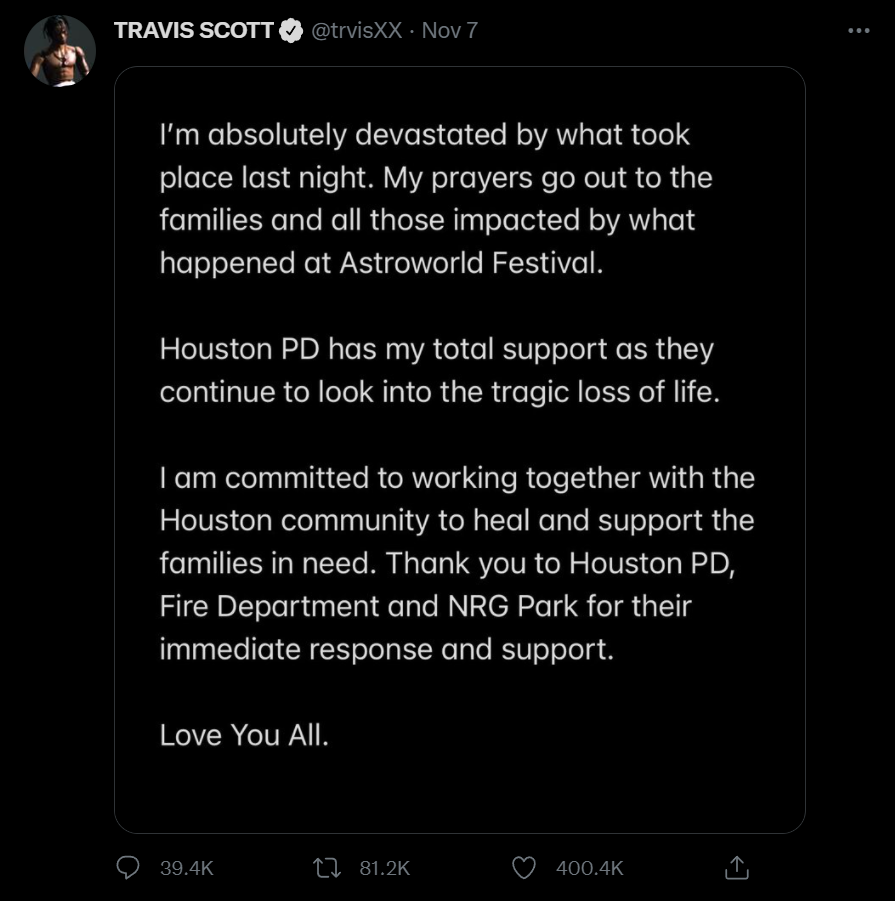 TRAVIS SCOTT @trvisXX · Nov 7
I'm absolutely devastated by what took
place last night. My prayers go out to the
families and all those impacted by what
happened at Astroworld Festival.
Houston PD has my total support as they
continue to look into the tragic loss of life.
I am committed to working together with the
Houston community to heal and support the
families in need. Thank you to Houston PD,
Fire Department and NRG Park for their
immediate response and support.
Love You All.
39.4K 81.2K 400.4K